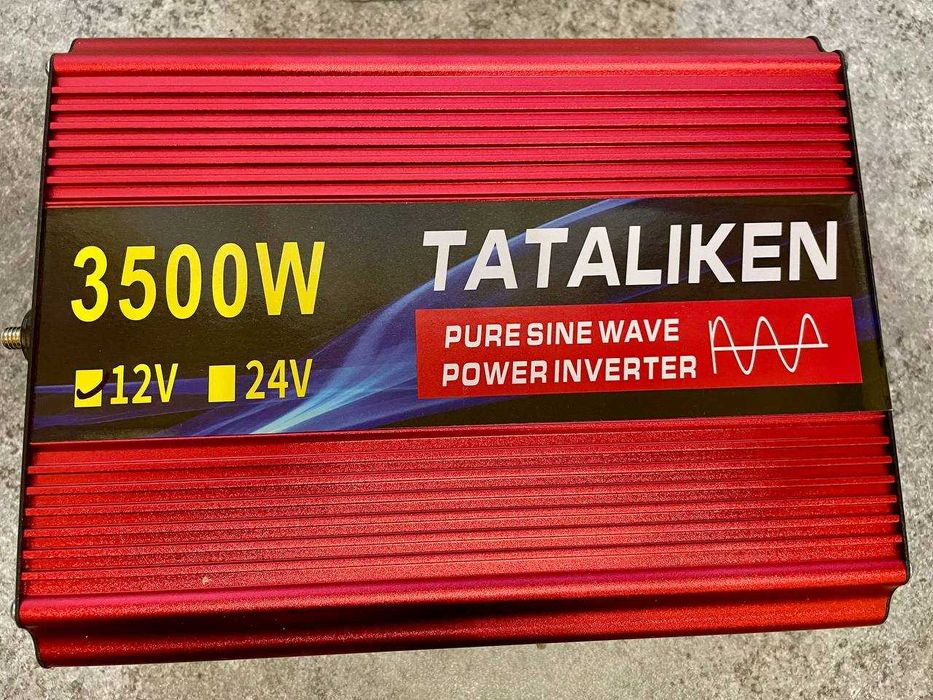 3500W
12V 24V
TATALIKEN
PURE SINE WAVE
POWER INVERTER